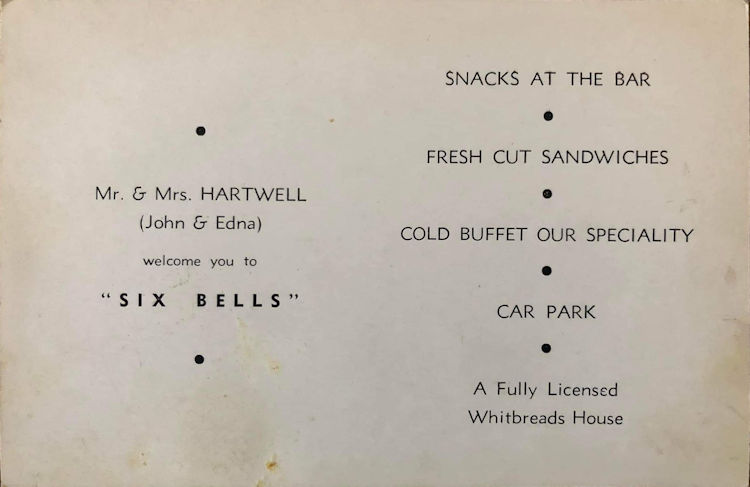 Mr. & Mrs. HARTWELL
(John & Edna)
welcome you to
“SIX BELLS”
SNACKS AT THE BAR
FRESH CUT SANDWICHES
COLD BUFFET OUR SPECIALITY
CAR PARK
A Fully Licensed
Whitbreads House